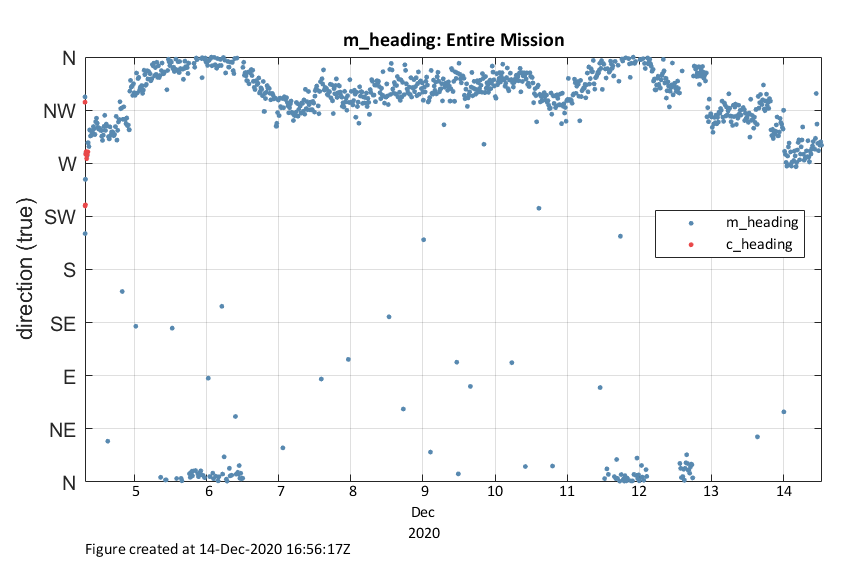 m_heading: Entire Mission
direction (true)
N
NW
W
SW
S
SE
E
NE
N
m_heading
c_heading
5 6 7 8 9 10 11 12 13 14
Dec
2020
Figure created at 14-Dec-2020 16:56:17Z